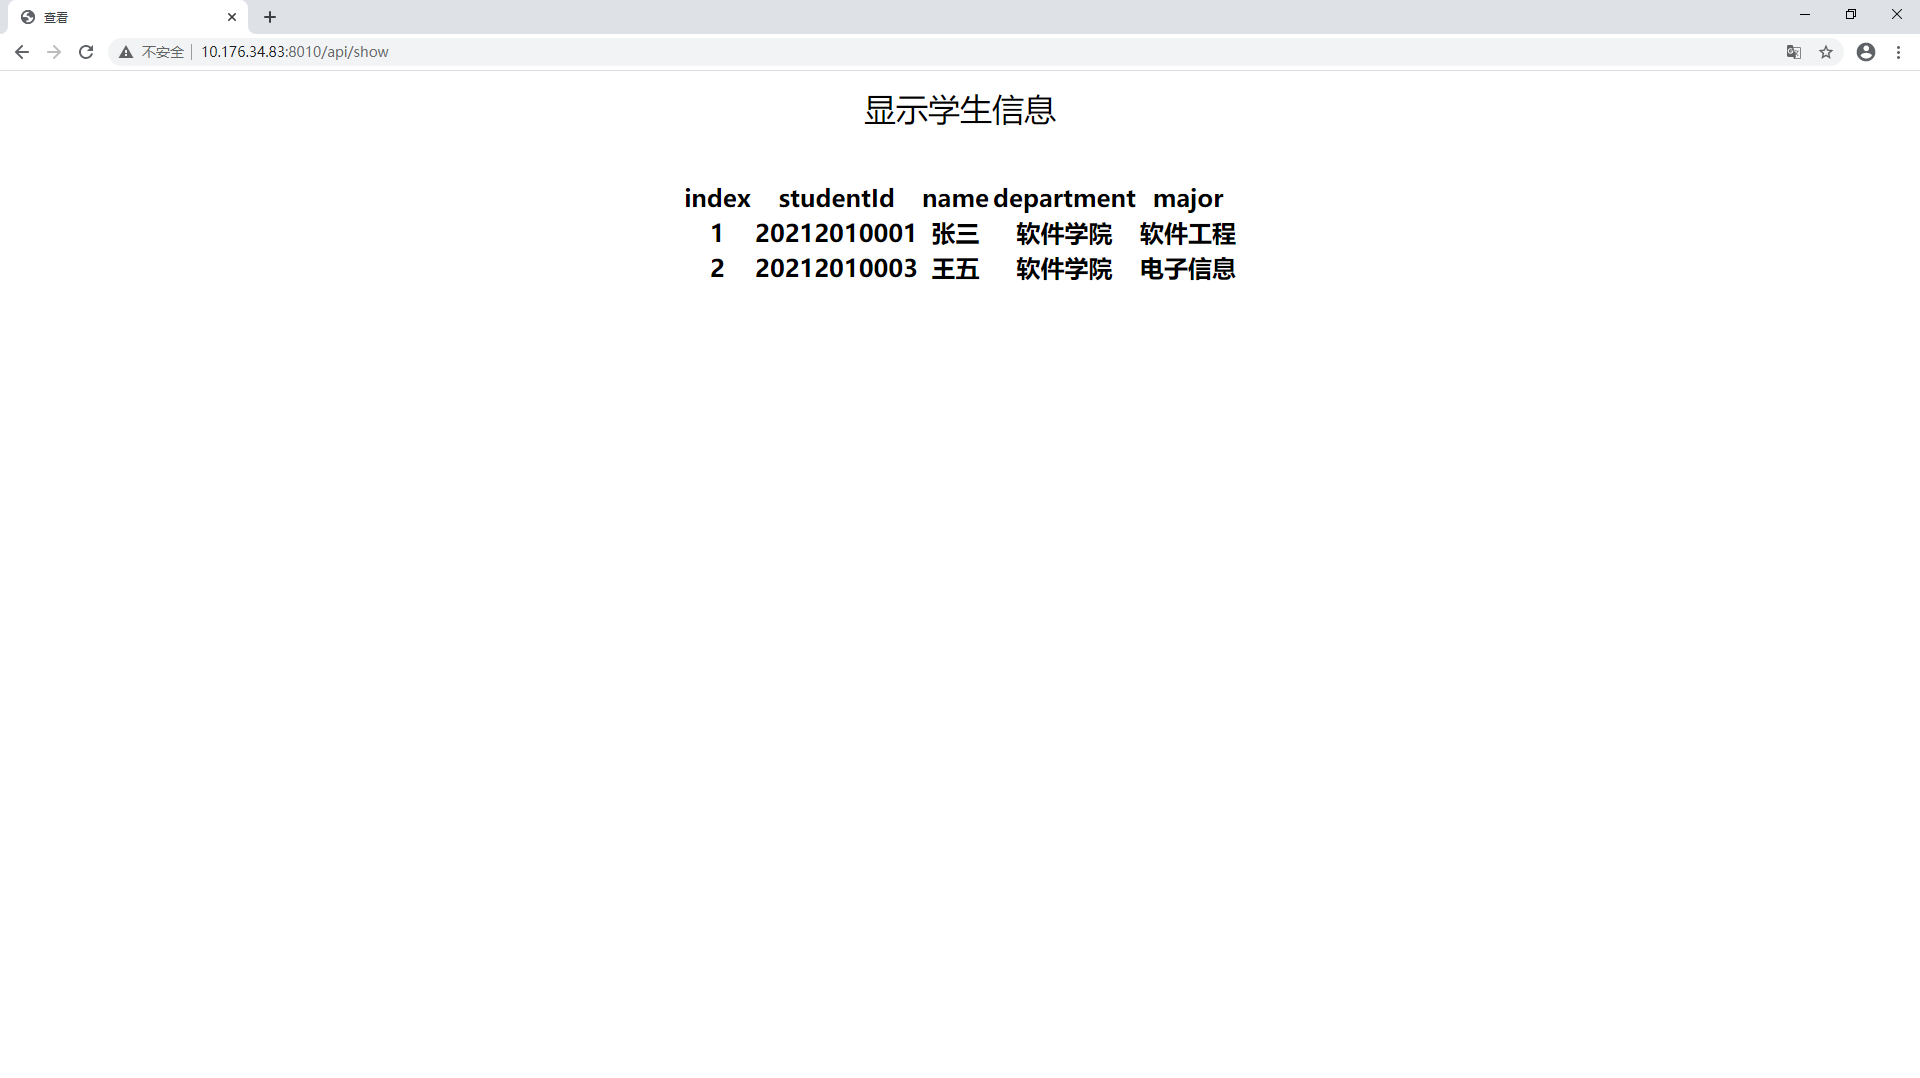 查看
不安全 10.176.34.83:8010/api/show
显示学生信息
index studentId name department major
1 20212010001 张三 软件学院 软件工程
2 20212010003 王五 软件学院 电子信息